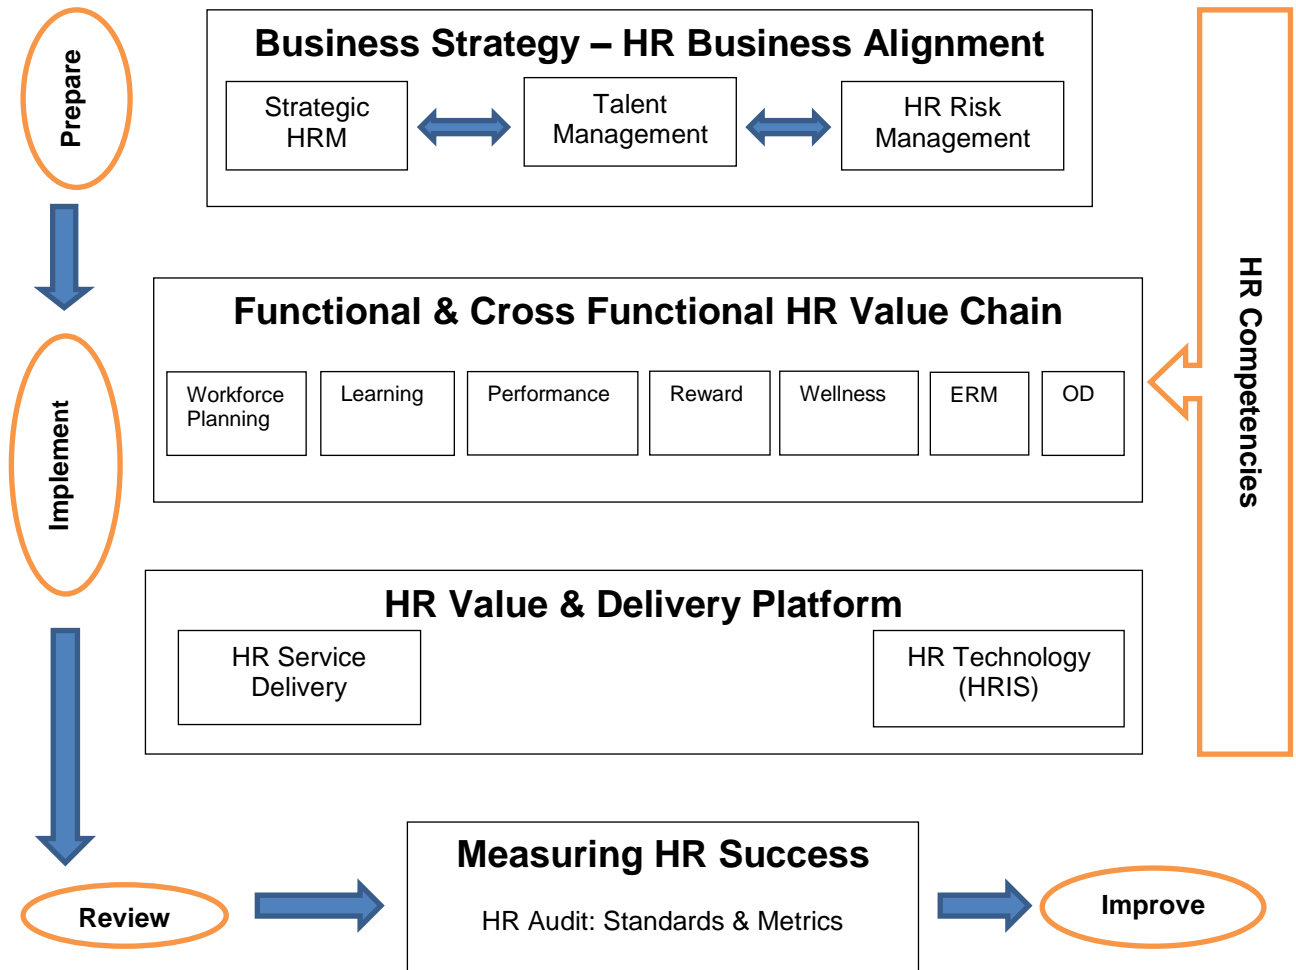 Prepare
Business Strategy – HR Business Alignment
Strategic
HRM
Talent
Management
HR Risk
Management
Functional & Cross Functional HR Value Chain
Workforce
Planning
Learning
Performance
Reward
Wellness
ERM
OD
Implement
HR Competencies
HR Value & Delivery Platform
HR Service
Delivery
HR Technology
(HRIS)
Review
Measuring HR Success
HR Audit: Standards & Metrics
Improve